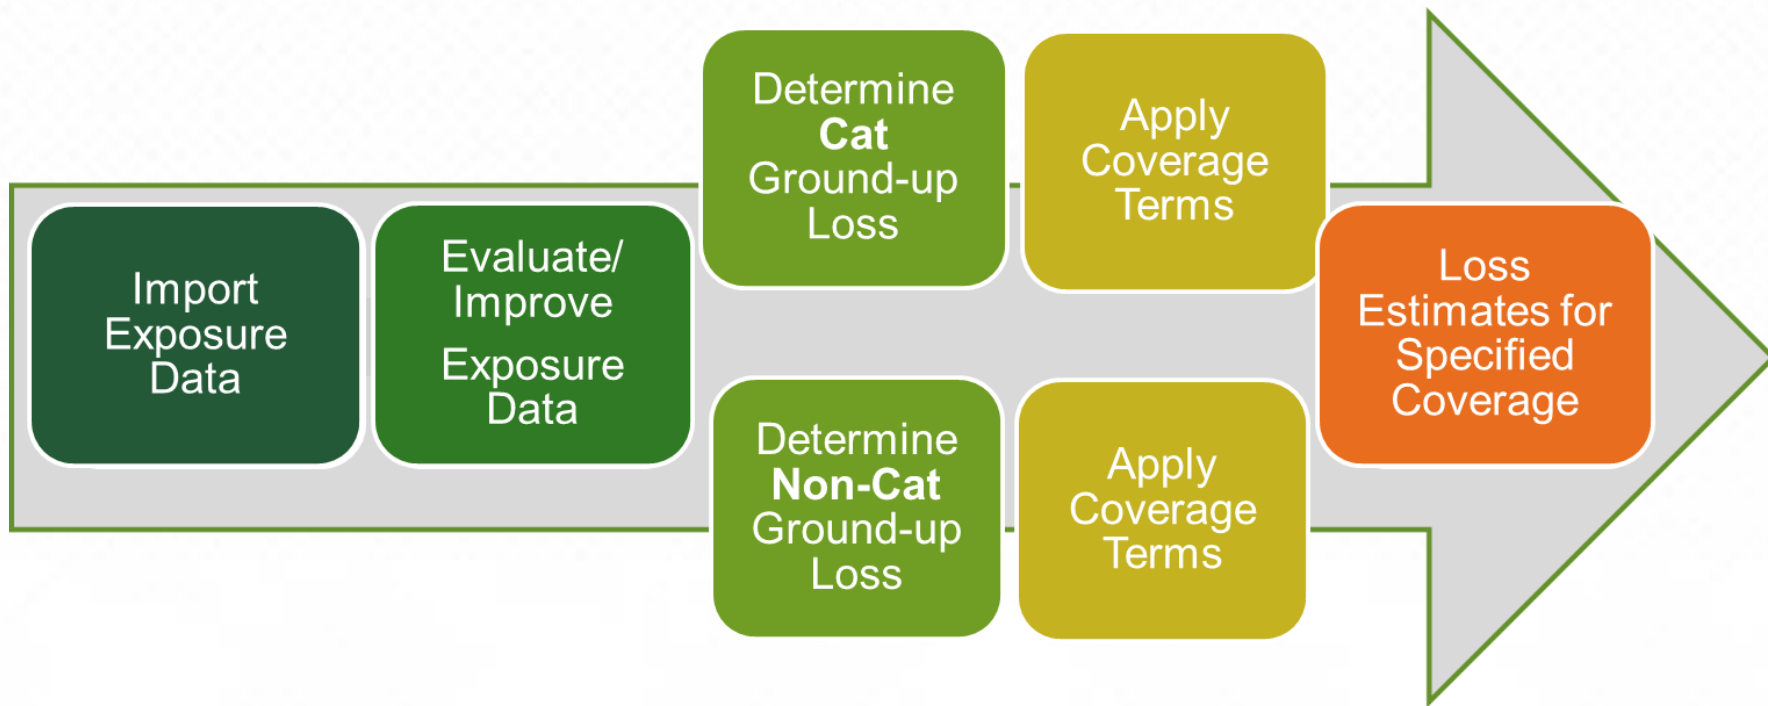 Import
Exposure
Data
Evaluate/
Improve
Exposure
Data
Determine
Cat
Ground-up
Loss
Apply
Coverage
Terms
Determine
Non-Cat
Ground-up
Loss
Apply
Coverage
Terms
Loss
Estimates for
Specified
Coverage